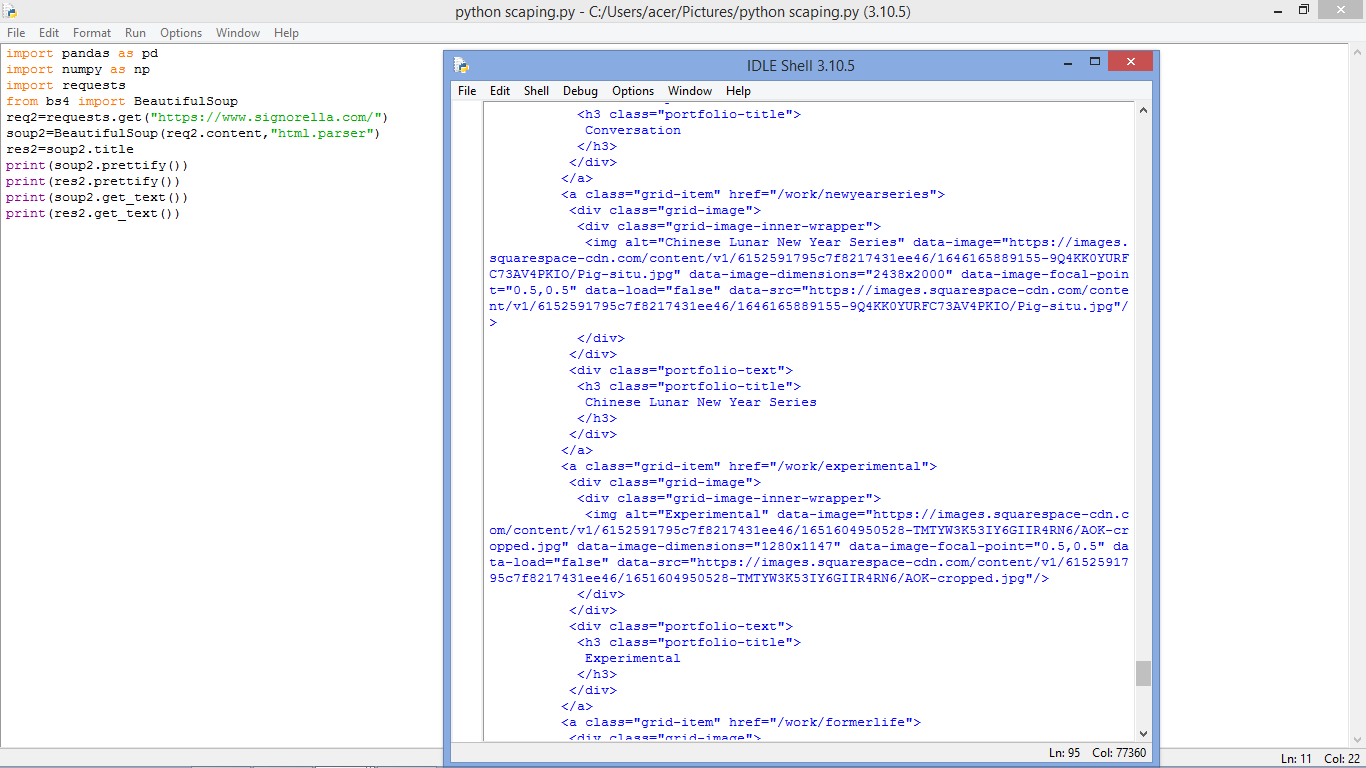 python scaping.py - C:/Users/acer/Pictures/python scaping.py (3.10.5)
File Edit Format Run Options Window Help
import pandas as pd
import numpy as np
import requests
from bs4 import BeautifulSoup
req2=requests.get("https://www.signorella.com/")
soup2=BeautifulSoup(req2.content,"html.parser")
res2=soup2.title
print(soup2.prettify())
print(res2.prettify())
print(soup2.get_text())
print(res2.get_text())
IDLE Shell 3.10.5
File Edit Shell Debug Options Window Help
<h3 class="portfolio-title">
Conversation
</h3>
</div>
</a>
<a class="grid-item" href="/work/newyearseries">
<div class="grid-image">
<div class="grid-image-inner-wrapper">
<img alt="Chinese Lunar New Year Series" data-image="https://images.
squarespace-cdn.com/content/v1/6152591795c7f8217431ee46/1646165889155-9Q4KK0YURF
C73AV4PKIO/Pig-situ.jpg" data-image-dimensions="2438x2000" data-image-focal-poin
t="0.5,0.5" data-load="false" data-src="https://images.squarespace-cdn.com/conte
nt/v1/6152591795c7f8217431ee46/1646165889155-9Q4KK0YURFC73AV4PKIO/Pig-situ.jpg"/
>
</div>
</div>
<div class="portfolio-text">
<h3 class="portfolio-title">
Chinese Lunar New Year Series
</h3>
</div>
</a>
<a class="grid-item" href="/work/experimental">
<div class="grid-image">
<div class="grid-image-inner-wrapper">
<img alt="Experimental" data-image="https://images.squarespace-cdn.c
om/content/v1/6152591795c7f8217431ee46/1651604950528-TMTYW3K53IY6GIIR4RN6/AOK-cr
opped.jpg" data-image-dimensions="1280x1147" data-image-focal-point="0.5,0.5" da
ta-load="false" data-src="https://images.squarespace-cdn.com/content/v1/61525917
95c7f8217431ee46/1651604950528-TMTYW3K53IY6GIIR4RN6/AOK-cropped.jpg"/>
</div>
</div>
<div class="portfolio-text">
<h3 class="portfolio-title">
Experimental
</h3>
</div>
</a>
<a class="grid-item" href="/work/formerlife">
<div class="grid-image">
Ln: 95 Col: 77360
Ln: 11 Col: 22